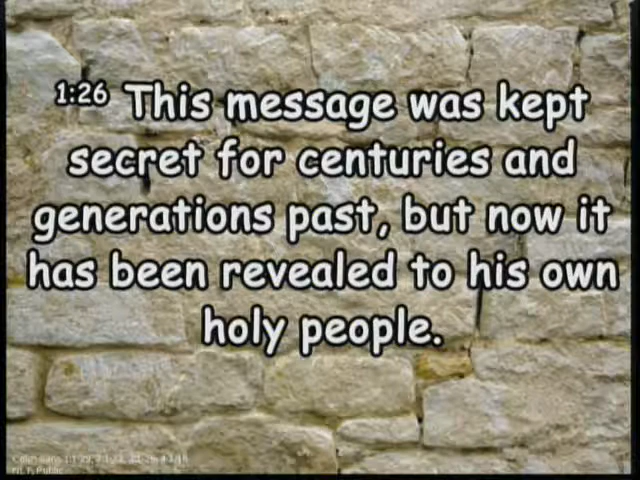 1:26 This message was kept
secret for centuries and
generations past, but now it
has been revealed to his own
holy people.